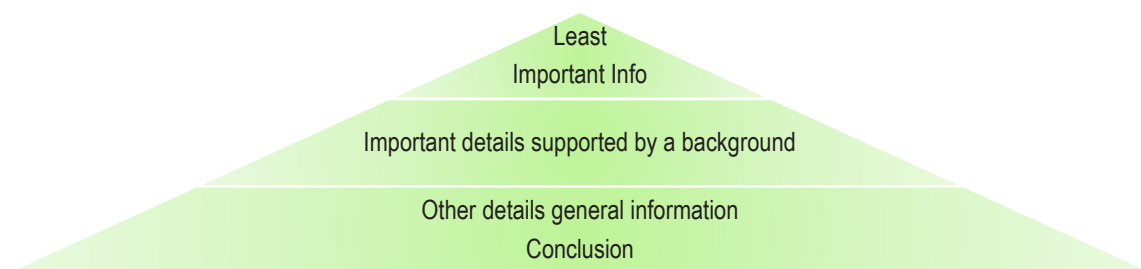 Least
Important Info
Important details supported by a background
Other details general information
Conclusion